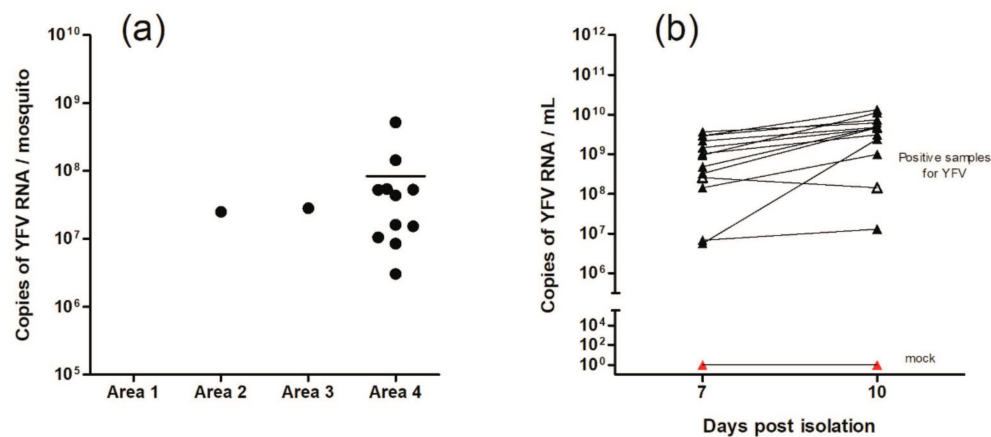 (a)
Copies of YFV RNA / mosquito
10^10
10^9
10^8
10^7
10^6
10^5
Area 1 Area 2 Area 3 Area 4
(b)
Copies of YFV RNA / mL
10^12
10^11
10^10
10^9
10^8
10^7
10^6
10^4
10^2
10^0
Positive samples
for YFV
mock
7 10
Days post isolation